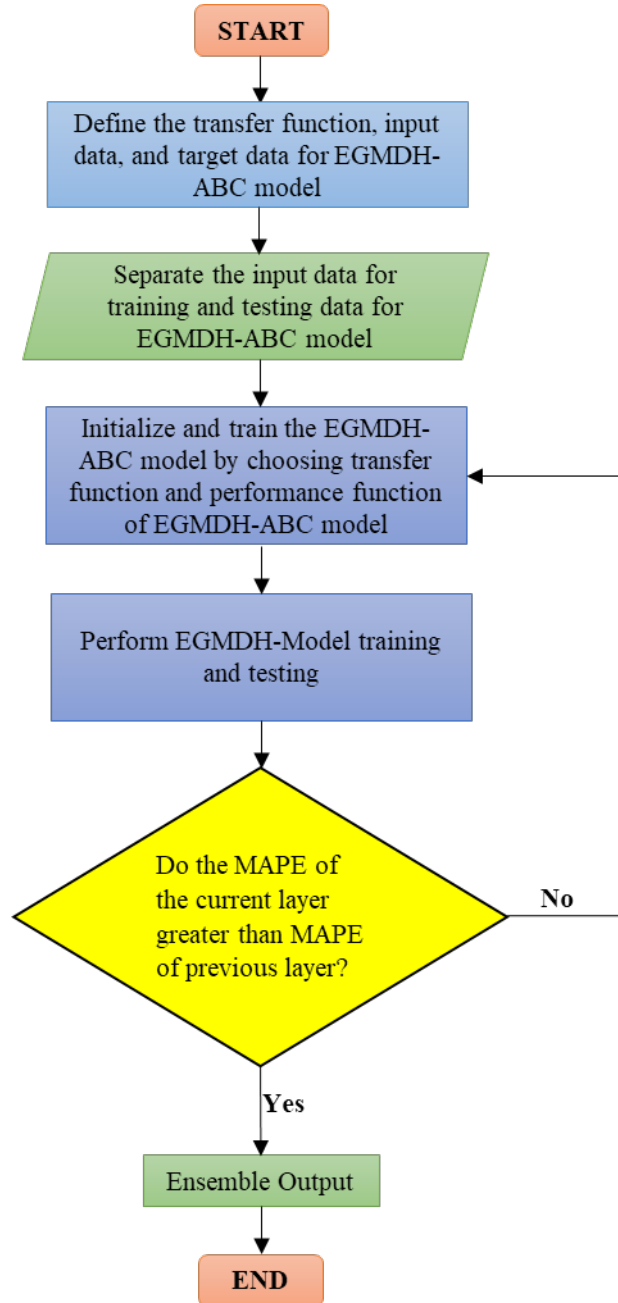 START
Define the transfer function, input
data, and target data for EGMDH-
ABC model
Separate the input data for
training and testing data for
EGMDH-ABC model
Initialize and train the EGMDH-
ABC model by choosing transfer
function and performance function
of EGMDH-ABC model
Perform EGMDH-Model training
and testing
Do the MAPE of
the current layer
greater than MAPE
of previous layer?
No
Yes
Ensemble Output
END